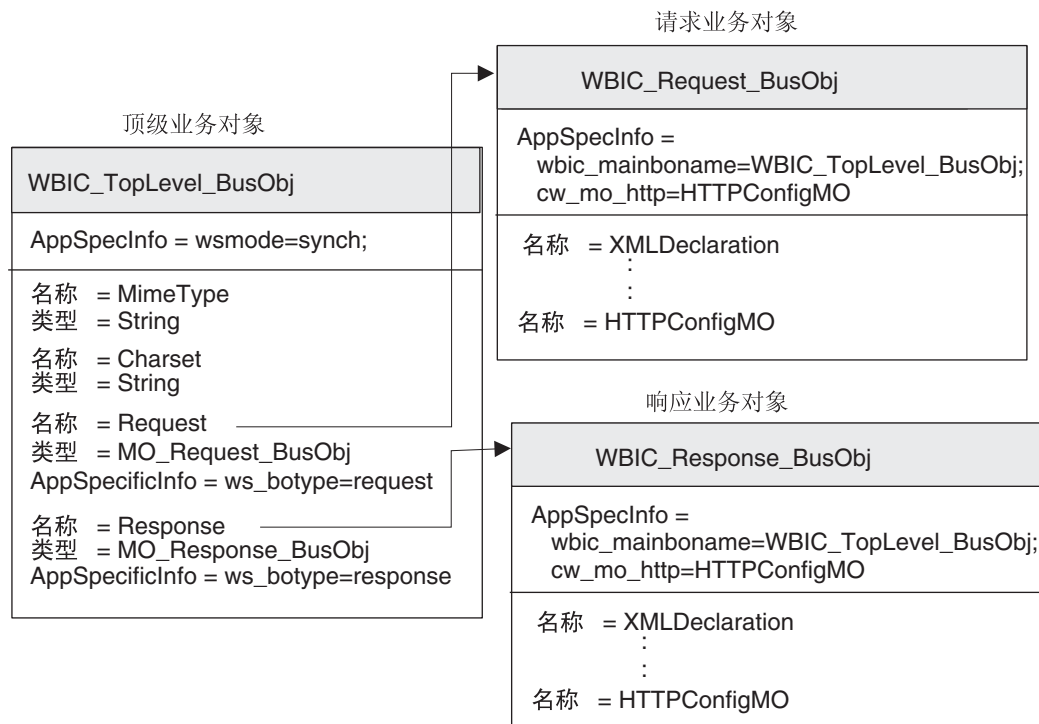 顶级业务对象
WBIC_TopLevel_BusObj
AppSpecInfo = wsmode=synch;
名称 = MimeType
类型 = String
名称 = Charset
类型 = String
名称 = Request
类型 = MO_Request_BusObj
AppSpecificInfo = ws_botype=request
名称 = Response
类型 = MO_Response_BusObj
AppSpecificInfo = ws_botype=response
请求业务对象
WBIC_Request_BusObj
AppSpecInfo =
wbic_mainboname=WBIC_TopLevel_BusObj;
cw_mo_http=HTTPConfigMO
名称 = XMLDeclaration
:
:
名称 = HTTPConfigMO
响应业务对象
WBIC_Response_BusObj
AppSpecInfo =
wbic_mainboname=WBIC_TopLevel_BusObj;
cw_mo_http=HTTPConfigMO
名称 = XMLDeclaration
:
:
名称 = HTTPConfigMO